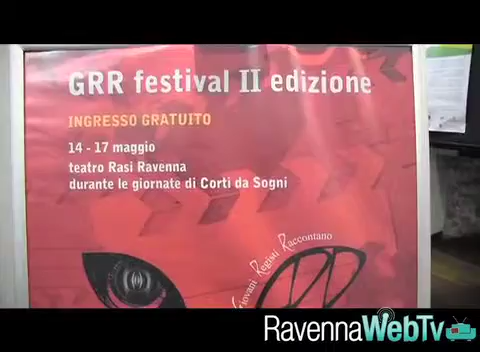 GRR festival II edizione
INGRESSO GRATUITO
14 - 17 maggio
teatro Rasi Ravenna
durante le giornate di Corti da Sogni
Giovani Registi Raccontano
RavennaWebTv